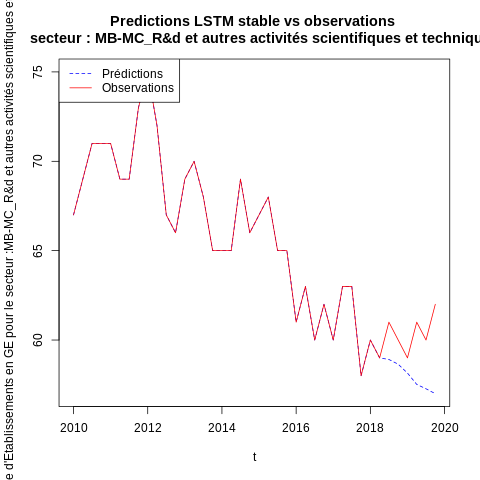 Predictions LSTM stable vs observations
secteur : MB-MC_R&d et autres activités scientifiques et techniqu
e d'Etablissements en GE pour le secteur :MB-MC_R&d et autres activités scientifiques e
75
70
65
60
Prédictions
Observations
2010 2012 2014 2016 2018 2020
t